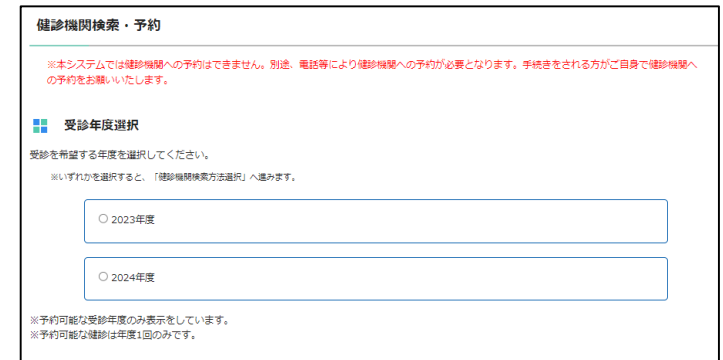 健診機関検索・予約
※本システムでは健診機関への予約はできません。別途、電話等により健診機関への予約が必要となります。手続きをされる方がご自身で健診機関へ
の予約をお願いいたします。
受診年度選択
受診を希望する年度を選択してください。
※いずれかを選択すると、「健診機関検索方法選択」へ進みます。
2023年度
2024年度
※予約可能な受診年度のみ表示をしています。
※予約可能な健診は年度1回のみです。